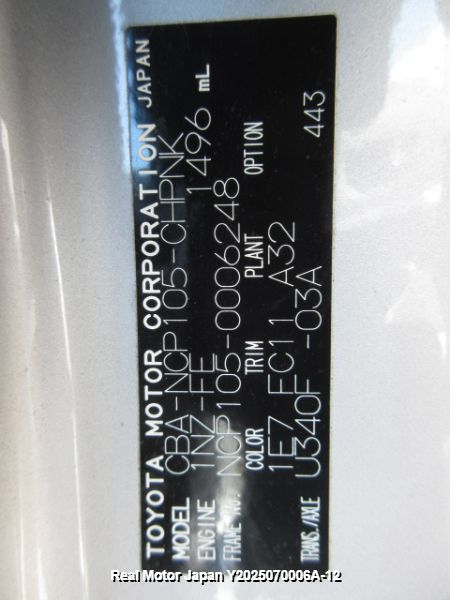 TOYOTA MOTOR CORPORATION JAPAN
MODEL CBA-NCP105-CHPNK
ENGINE 1NZ-FE 1496 mL
FRAME NO. NCP105-0006248
COLOR TRIM PLANT OPTION
1E7 FC11 A32
TRANS./AXLE U340F -03A 443
Real Motor Japan Y2025070006A-12